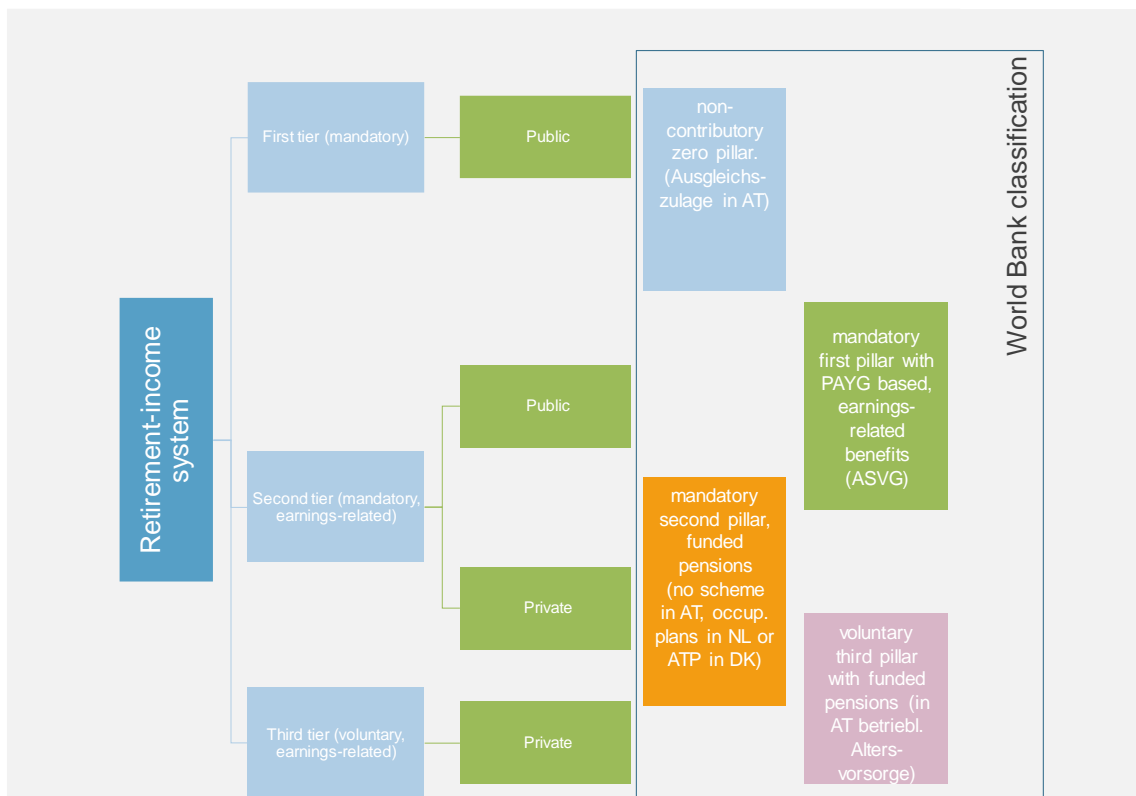 Retirement-income
system
First tier (mandatory)
Public
Second tier (mandatory,
earnings-related)
Public
Private
Third tier (voluntary,
earnings-related)
Private
World Bank classification
non-
contributory
zero pillar.
(Ausgleichs-
zulage in AT)
mandatory
first pillar with
PAYG based,
earnings-
related
benefits
(ASVG)
mandatory
second pillar,
funded
pensions
(no scheme
in AT, occup.
plans in NL or
ATP in DK)
voluntary
third pillar
with funded
pensions (in
AT betriebl.
Alters-
vorsorge)